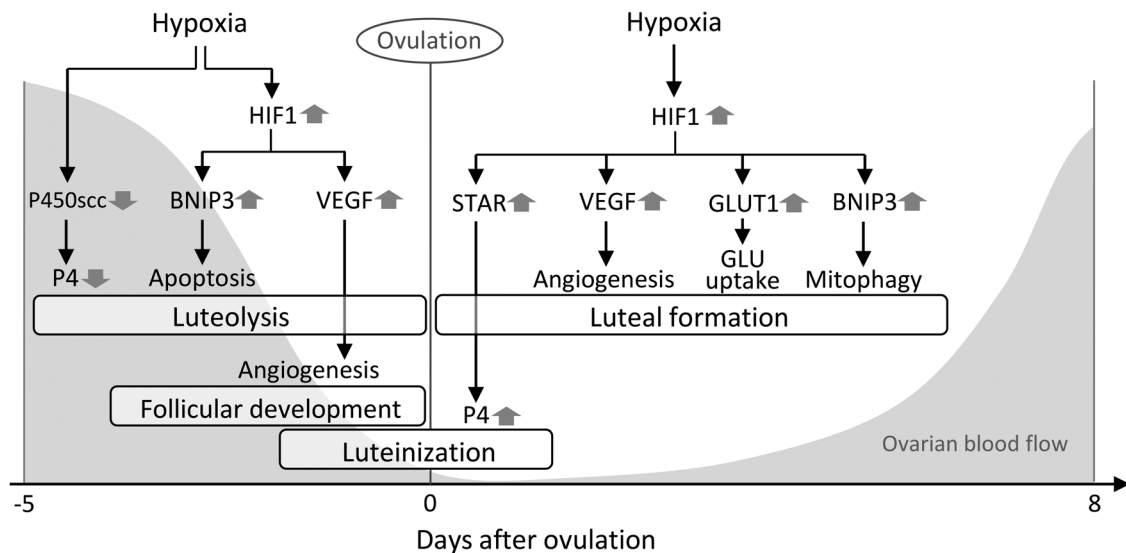 Hypoxia
Ovulation
Hypoxia
HIF1
HIF1
P450scc
BNIP3
VEGF
STAR
VEGF
GLUT1
BNIP3
P4
Apoptosis
Angiogenesis
GLU
uptake
Mitophagy
Luteolysis
Luteal formation
Angiogenesis
Follicular development
P4
Luteinization
Ovarian blood flow
-5
0
8
Days after ovulation